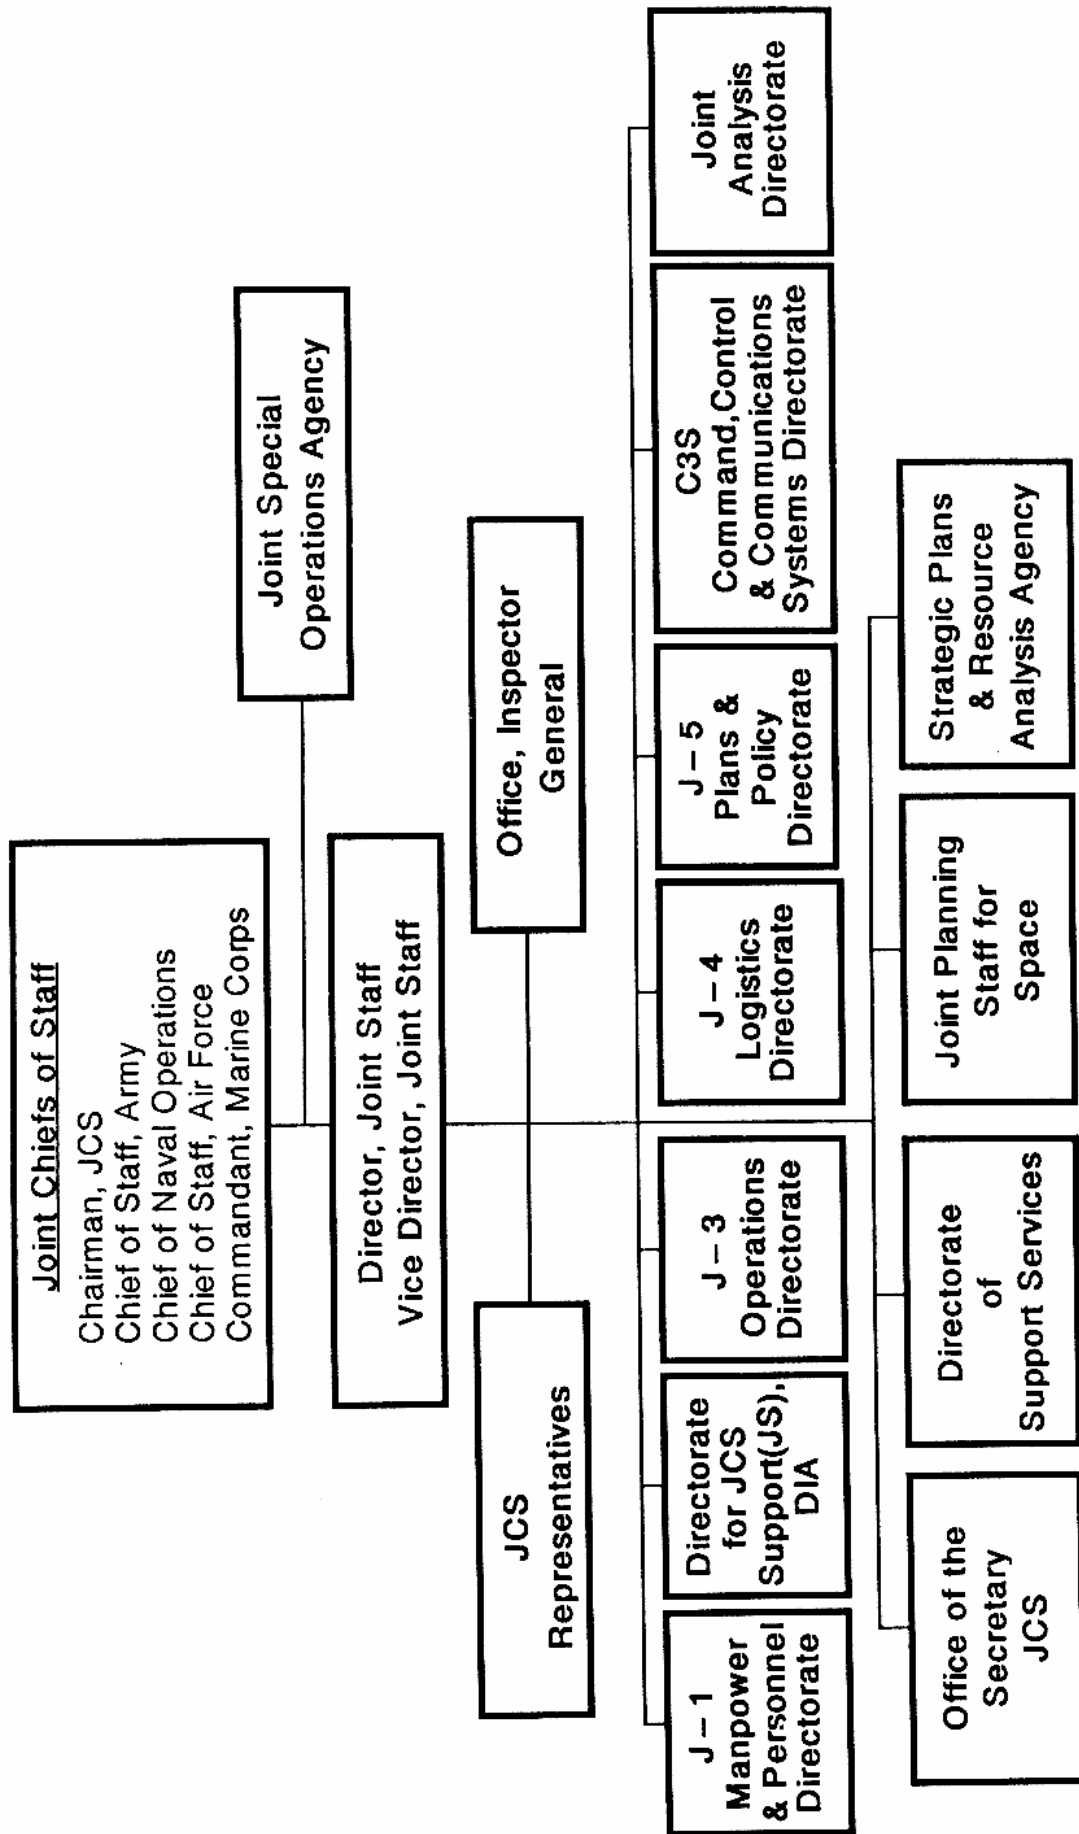 Joint Chiefs of Staff
Chairman, JCS
Chief of Staff, Army
Chief of Naval Operations
Chief of Staff, Air Force
Commandant, Marine Corps
Joint Special
Operations Agency
Director, Joint Staff
Vice Director, Joint Staff
JCS
Representatives
Office, Inspector
General
J-1
Manpower
& Personnel
Directorate
Directorate
for JCS
Support(JS),
DIA
J-3
Operations
Directorate
J-4
Logistics
Directorate
J-5
Plans &
Policy
Directorate
C3S
Command,Control
& Communications
Systems Directorate
Joint
Analysis
Directorate
Office of the
Secretary
JCS
Directorate
of
Support Services
Joint Planning
Staff for
Space
Strategic Plans
& Resource
Analysis Agency